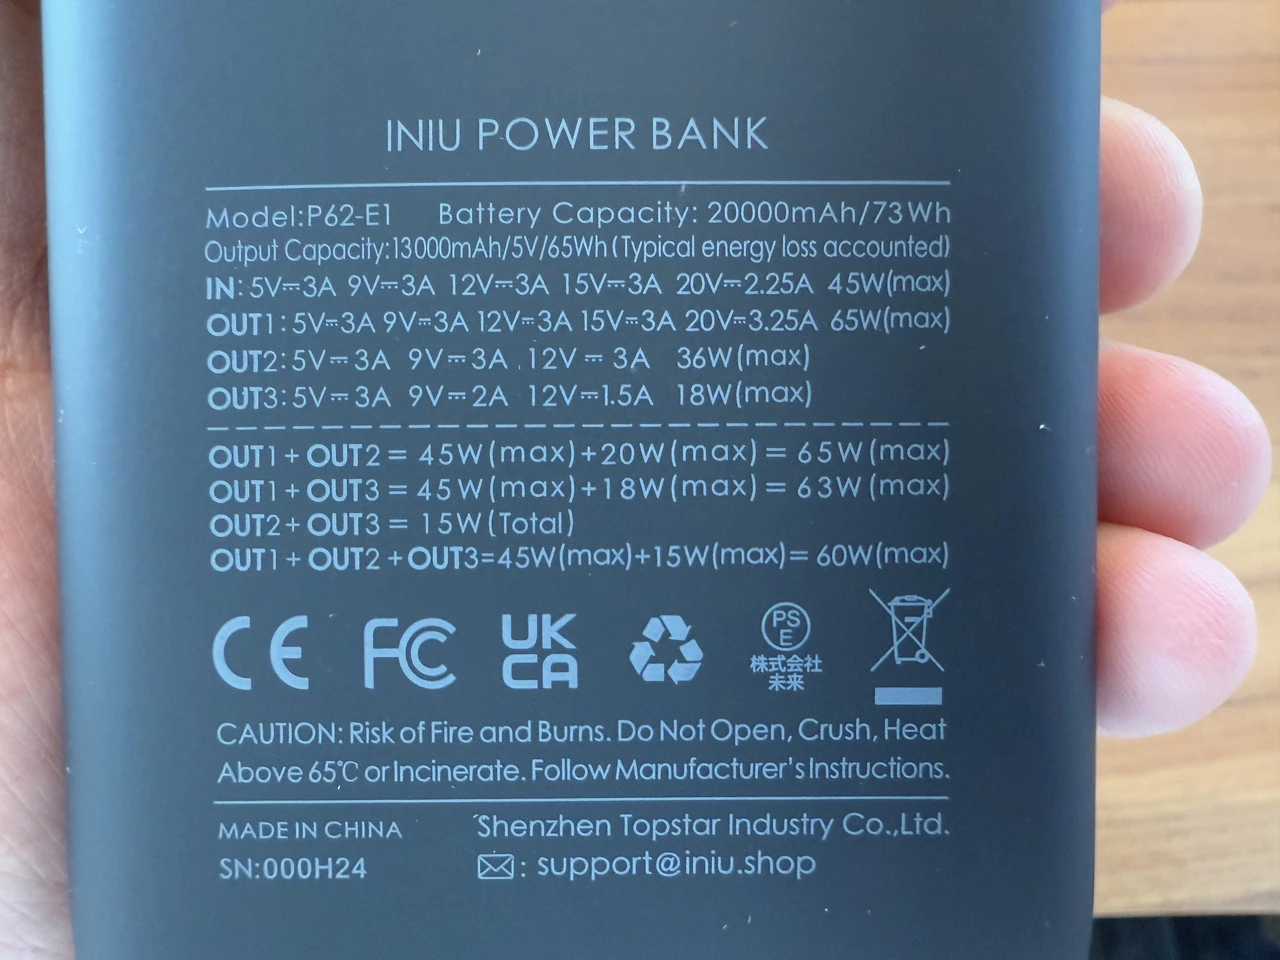 INIU POWER BANK
Model:P62-E1 Battery Capacity: 20000mAh/73Wh
Output Capacity:13000mAh/5V/65Wh (Typical energy loss accounted)
IN: 5V⎓3A 9V⎓3A 12V⎓3A 15V⎓3A 20V⎓2.25A 45W(max)
OUT1: 5V⎓3A 9V⎓3A 12V⎓3A 15V⎓3A 20V⎓3.25A 65W(max)
OUT2: 5V⎓3A 9V⎓3A 12V⎓3A 36W(max)
OUT3: 5V⎓3A 9V⎓2A 12V⎓1.5A 18W(max)
OUT1 + OUT2 = 45W(max)+20W(max) = 65W(max)
OUT1 + OUT3 = 45W(max)+18W(max) = 63W(max)
OUT2 + OUT3 = 15W(Total)
OUT1 + OUT2 + OUT3=45W(max)+15W(max)= 60W(max)
CE FC UK CA PS E
株式会社
未来
CAUTION: Risk of Fire and Burns. Do Not Open, Crush, Heat
Above 65℃ or Incinerate. Follow Manufacturer's Instructions.
MADE IN CHINA Shenzhen Topstar Industry Co.,Ltd.
SN:000H24 : support@iniu.shop